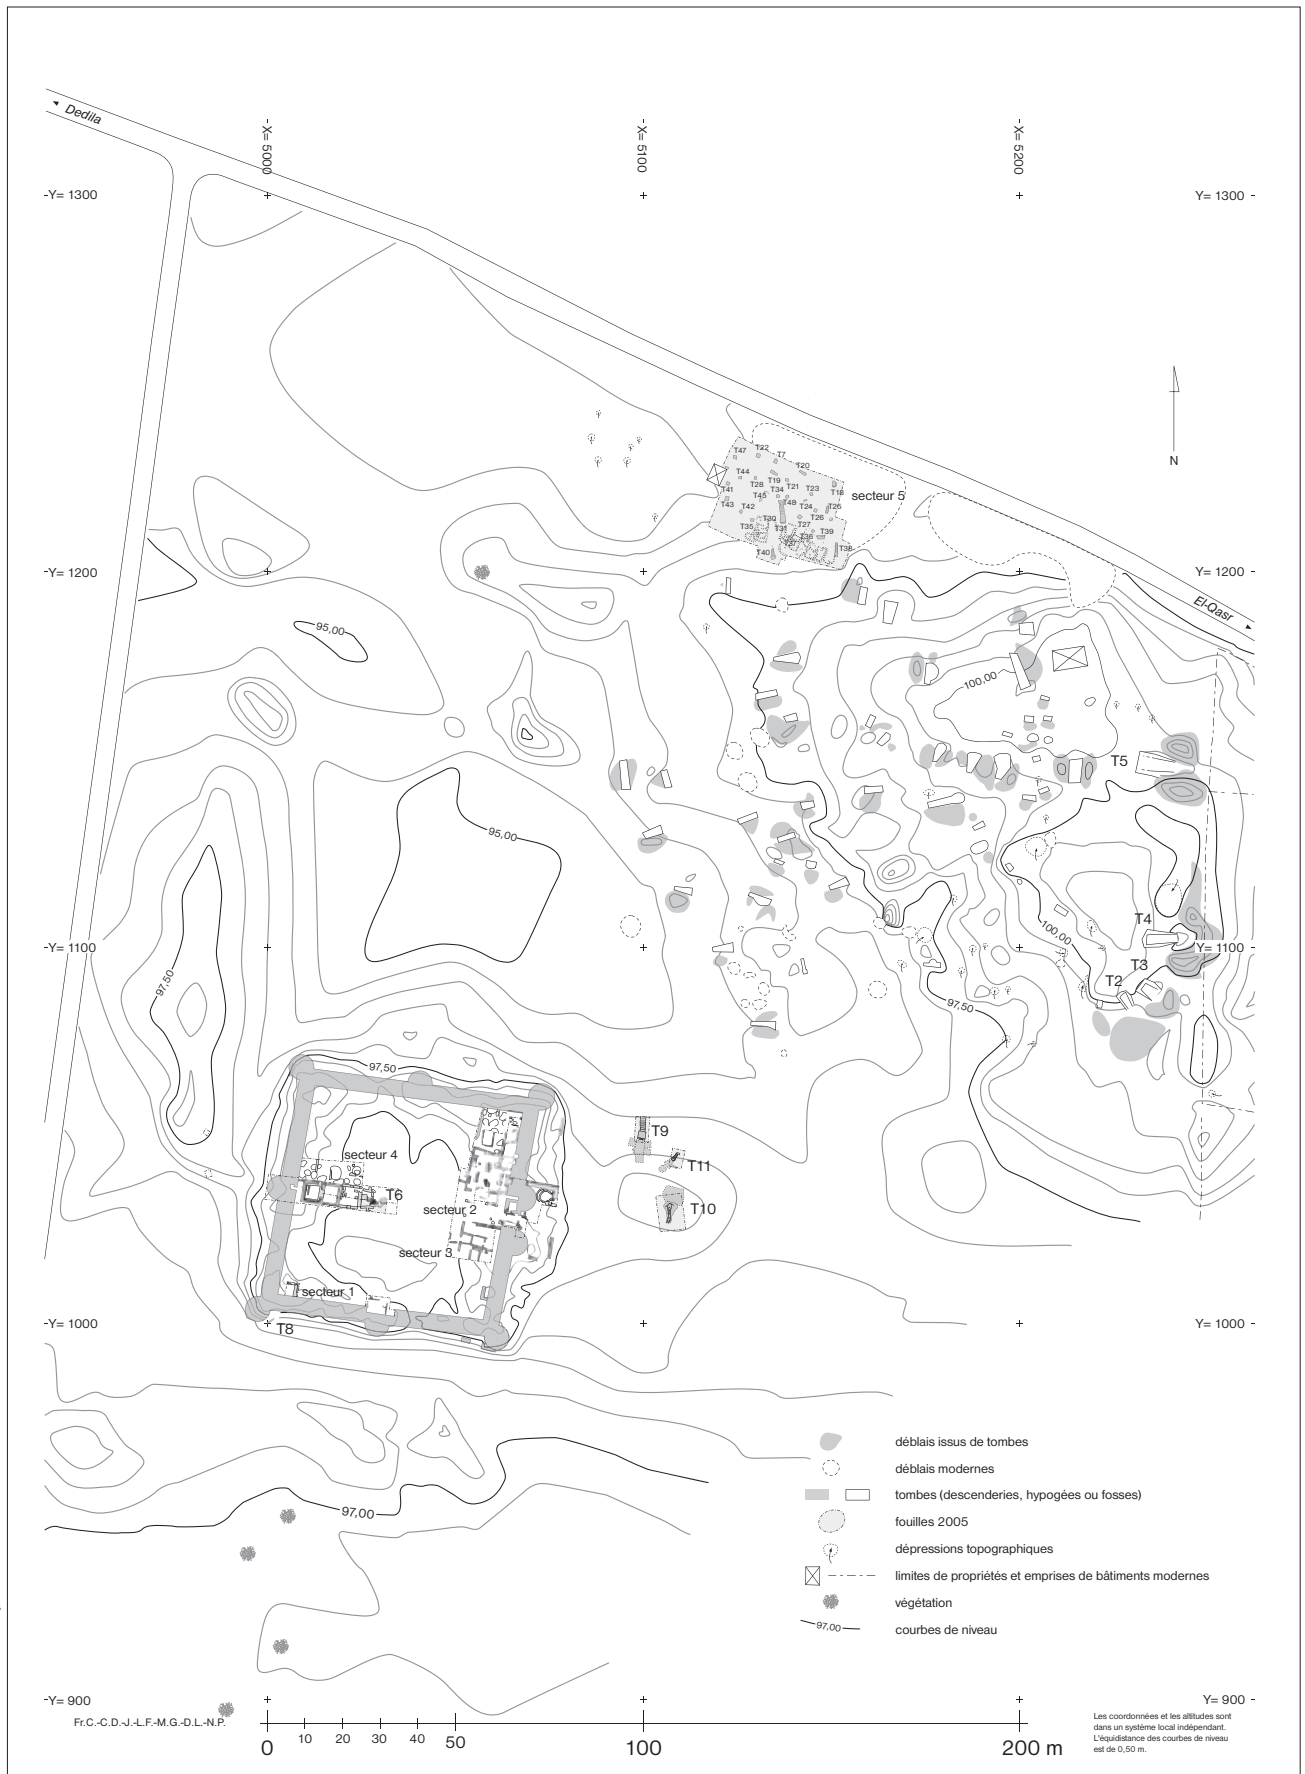 Dedila
X= 5000
X= 5100
X= 5200
Y= 1300
Y= 1300
T47
T22
T7
T20
T44
T19
T41
T28
T34
T21
T23
T18
secteur 5
T43
T42
T45
T48
T24
T25
T30
T26
T35
T31
T27
T39
T36
T37
T38
T40
N
Y= 1200
Y= 1200
El-Qasr
95,00
100,00
T5
95,00
T4
100,00
Y= 1100
Y= 1100
97,50
T3
T2
97,50
97,50
T9
secteur 4
T11
T6
secteur 2
T10
secteur 3
secteur 1
Y= 1000
T8
Y= 1000
97,00
déblais issus de tombes
déblais modernes
tombes (descenderies, hypogées ou fosses)
fouilles 2005
dépressions topographiques
limites de propriétés et emprises de bâtiments modernes
végétation
97,00
courbes de niveau
Y= 900
Y= 900
Fr.C.-C.D.-J.-L.F.-M.G.-D.L.-N.P.
0 10 20 30 40 50 100 200 m
Les coordonnées et les altitudes sont
dans un système local indépendant.
L'équidistance des courbes de niveau
est de 0,50 m.